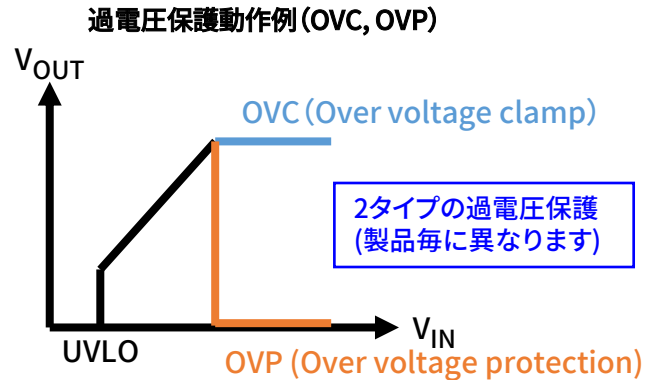 過電圧保護動作例(OVC, OVP)
VOUT
OVC(Over voltage clamp)
2タイプの過電圧保護
(製品毎に異なります)
VIN
UVLO
OVP (Over voltage protection)